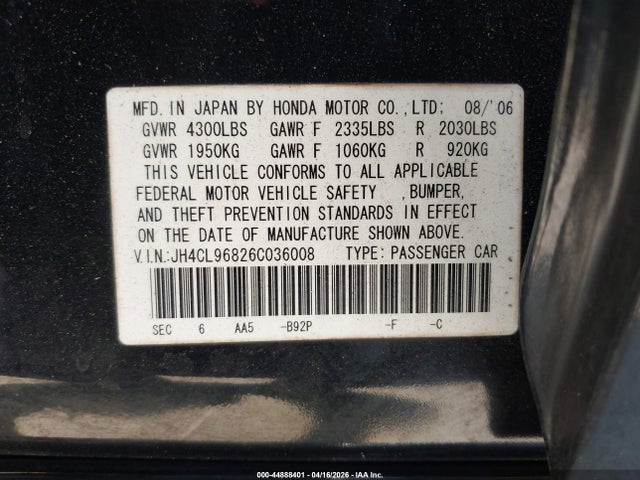 MFD. IN JAPAN BY HONDA MOTOR CO., LTD: 08/'06
GVWR 4300LBS GAWR F 2335LBS R 2030LBS
GVWR 1950KG GAWR F 1060KG R 920KG
THIS VEHICLE CONFORMS TO ALL APPLICABLE
FEDERAL MOTOR VEHICLE SAFETY ,BUMPER,
AND THEFT PREVENTION STANDARDS IN EFFECT
ON THE DATE OF MANUFACTURE SHOWN ABOVE.
V.I.N.:JH4CL96826C036008 TYPE: PASSENGER CAR
SEC 6 AA5 -B92P -F -C
000-44888401 - 04/16/2026 - IAA Inc.